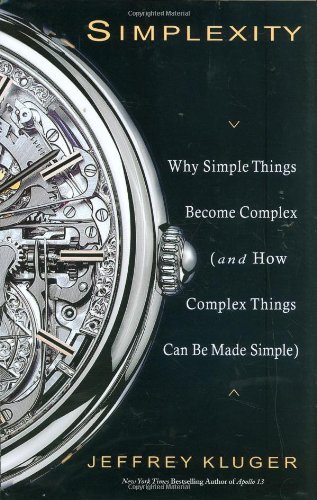 SIMPLEXITY
Why Simple Things
Become Complex
(and How
Complex Things
Can Be Made Simple)
JEFFREY KLUGER
New York Times Bestselling Author of Apollo 13